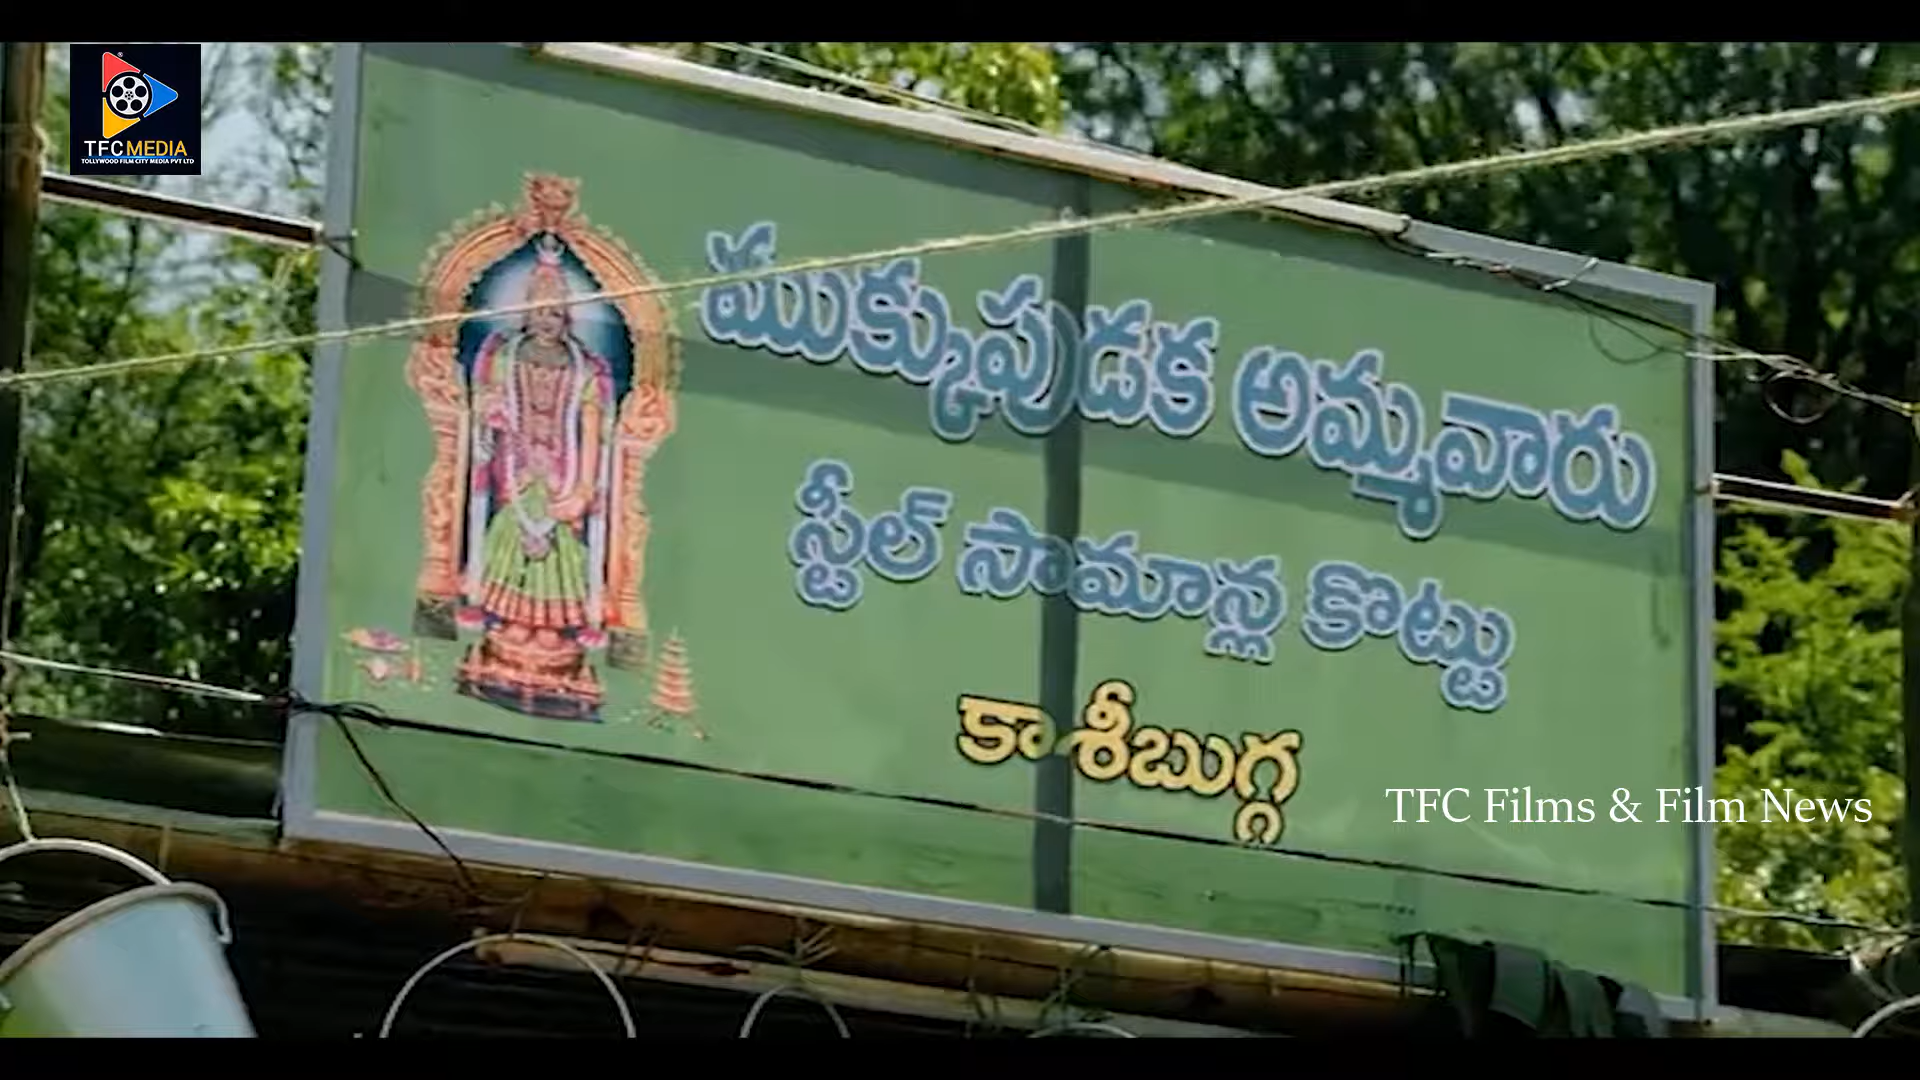 TFC MEDIA
TOLLYWOOD FILM CITY MEDIA PVT LTD
ముక్కుపుడక అమ్మవారు
స్టీల్ సామాన్ల కొట్టు
కాశీబుగ్గ
TFC Films & Film News